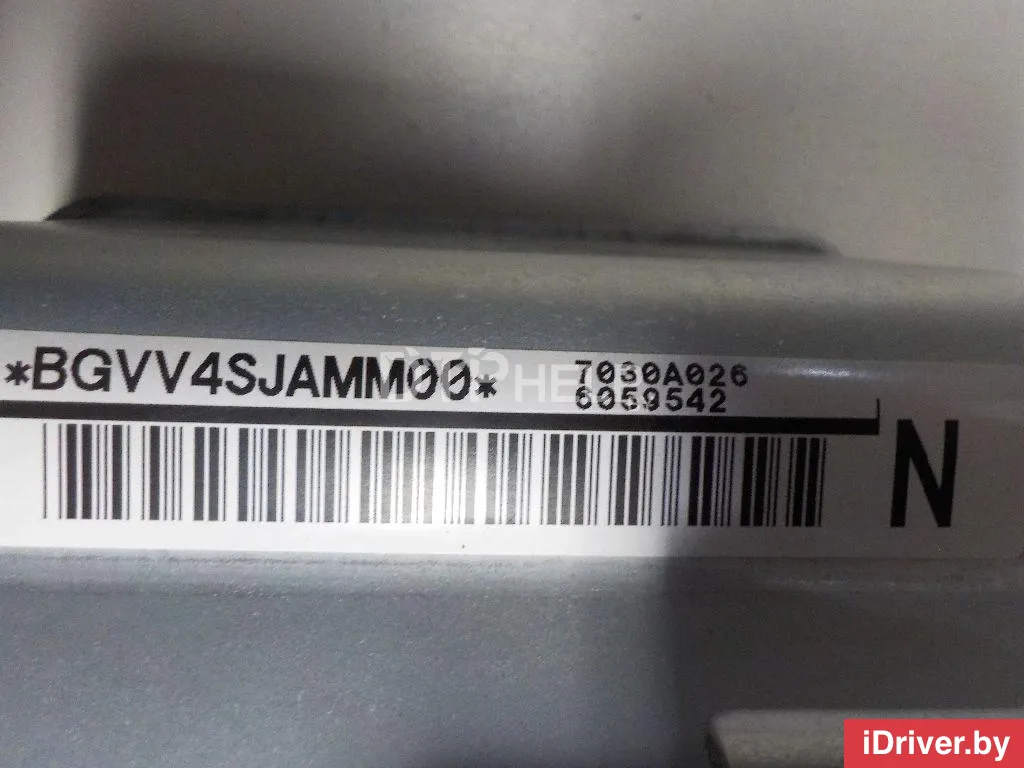 *BGVV4SJAMM00*
7030A026
6059542
N
iDriver.by